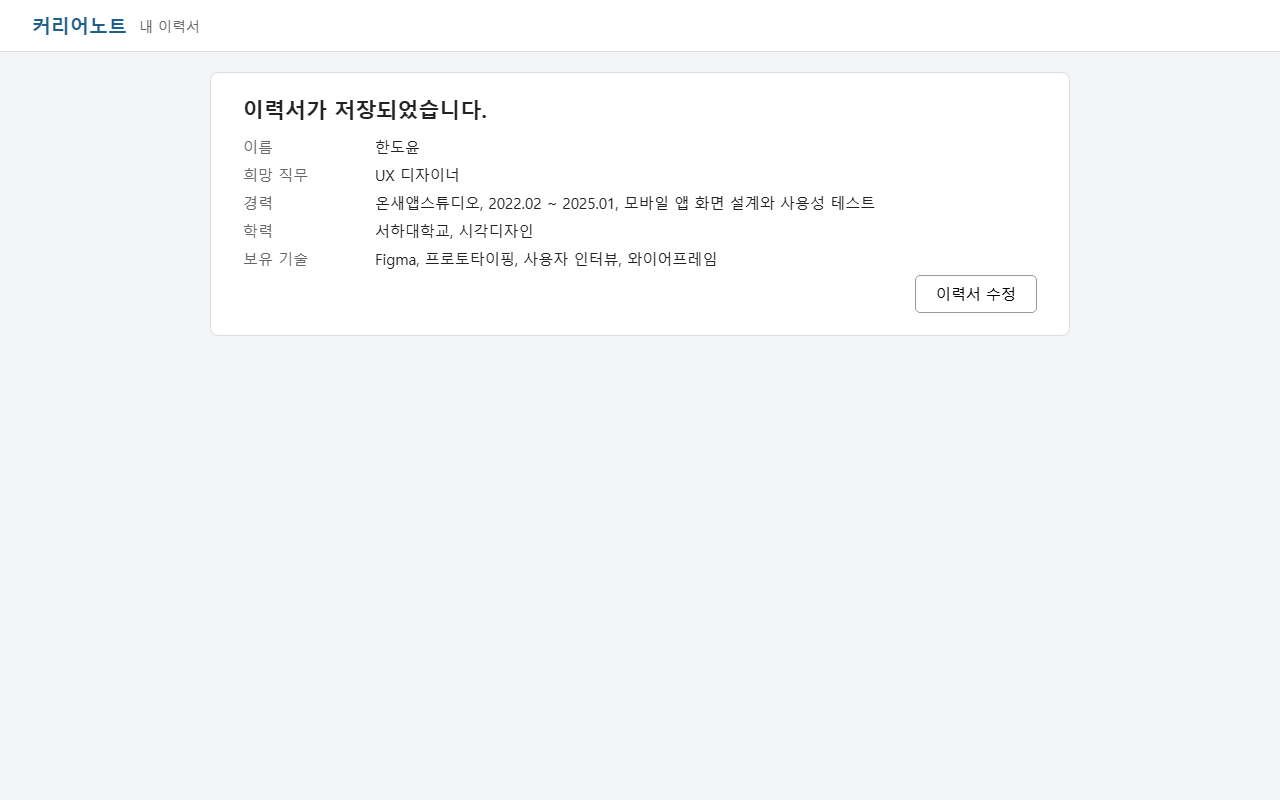 커리어노트 내 이력서
이력서가 저장되었습니다.
이름 한도윤
희망 직무 UX 디자이너
경력 온새앱스튜디오, 2022.02 ~ 2025.01, 모바일 앱 화면 설계와 사용성 테스트
학력 서하대학교, 시각디자인
보유 기술 Figma, 프로토타이핑, 사용자 인터뷰, 와이어프레임
이력서 수정